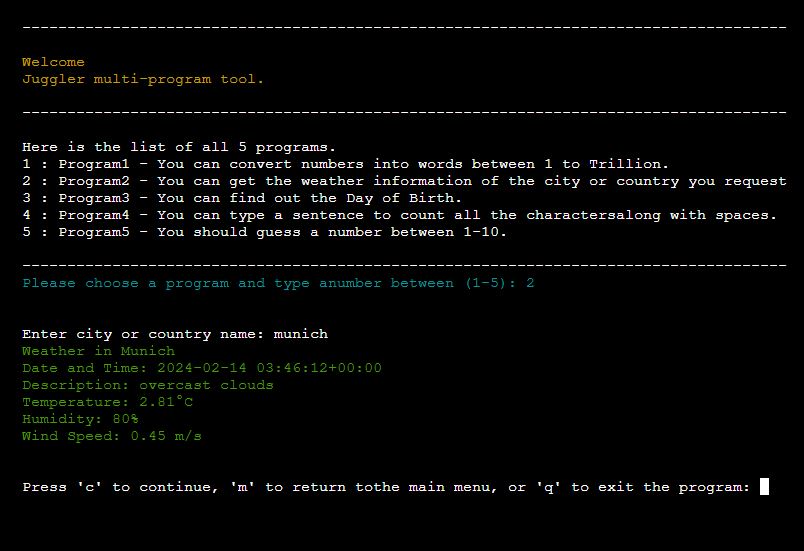 -------------------------------------------------------------------------------------
Welcome
Juggler multi-program tool.
-------------------------------------------------------------------------------------
Here is the list of all 5 programs.
1 : Program1 - You can convert numbers into words between 1 to Trillion.
2 : Program2 - You can get the weather information of the city or country you request
3 : Program3 - You can find out the Day of Birth.
4 : Program4 - You can type a sentence to count all the charactersalong with spaces.
5 : Program5 - You should guess a number between 1-10.
-------------------------------------------------------------------------------------
Please choose a program and type anumber between (1-5): 2
Enter city or country name: munich
Weather in Munich
Date and Time: 2024-02-14 03:46:12+00:00
Description: overcast clouds
Temperature: 2.81°C
Humidity: 80%
Wind Speed: 0.45 m/s
Press 'c' to continue, 'm' to return tothe main menu, or 'q' to exit the program: